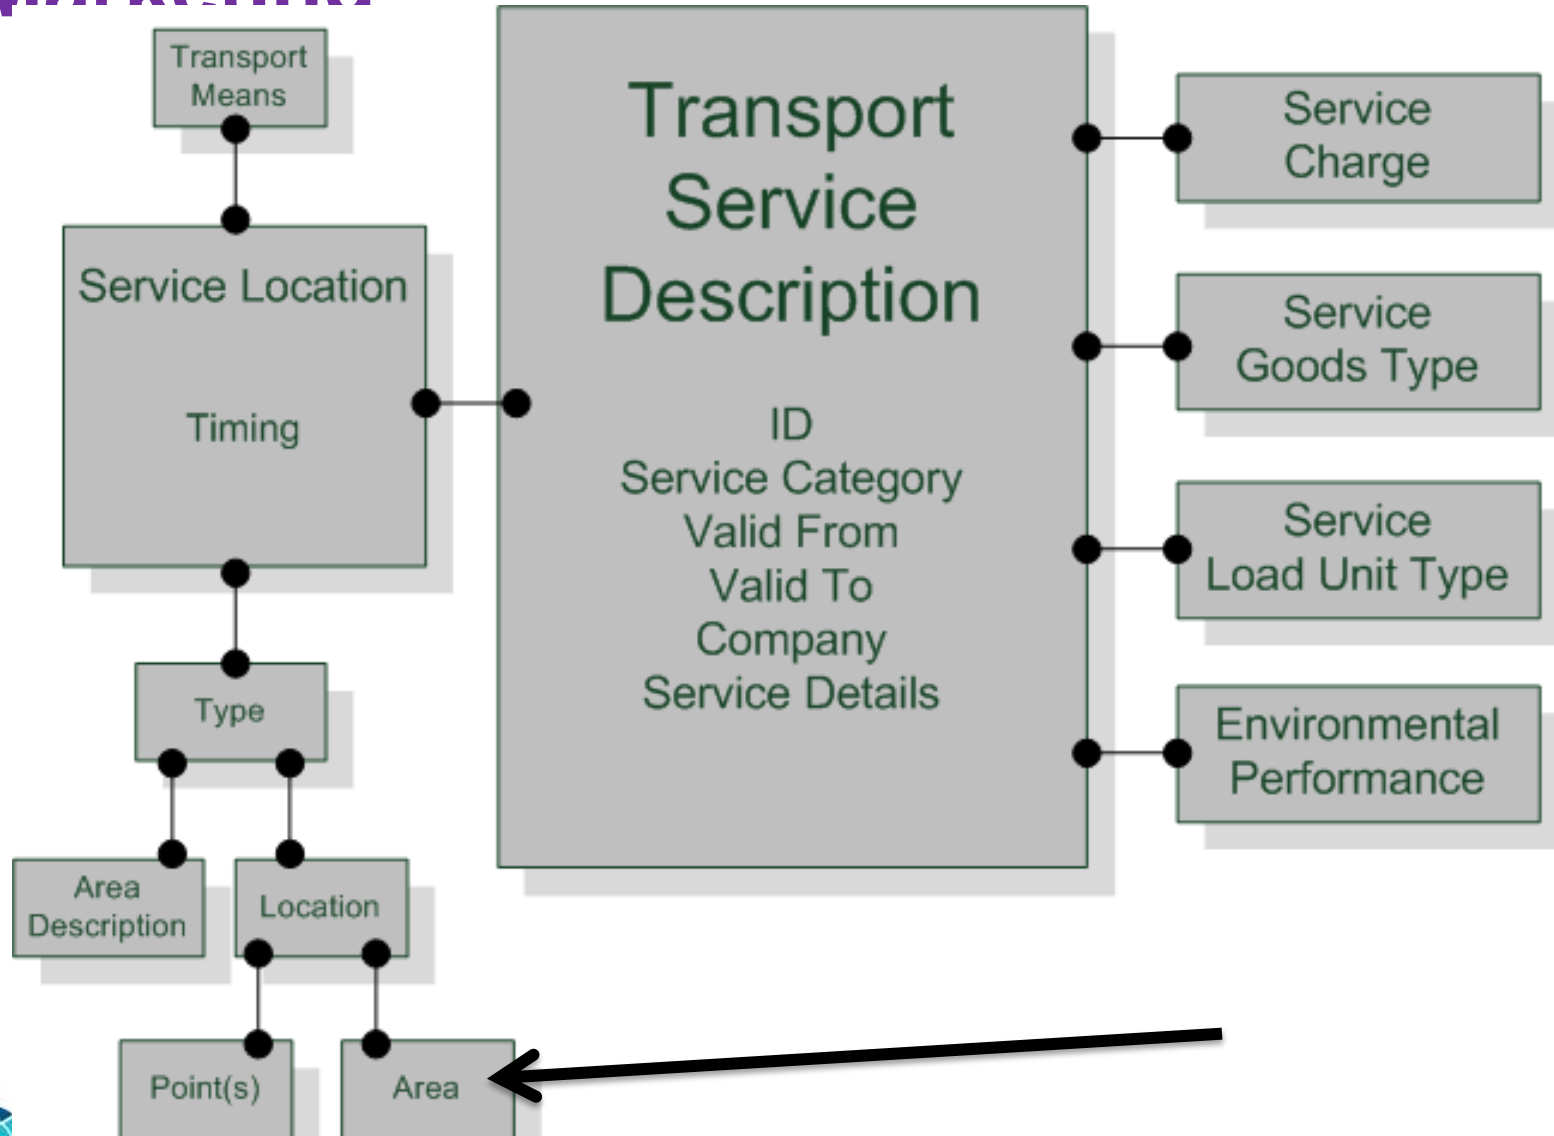 Transport
Means
Service Location
Timing
Type
Area
Description
Location
Point(s)
Area
Transport
Service
Description
ID
Service Category
Valid From
Valid To
Company
Service Details
Service
Charge
Service
Goods Type
Service
Load Unit Type
Environmental
Performance